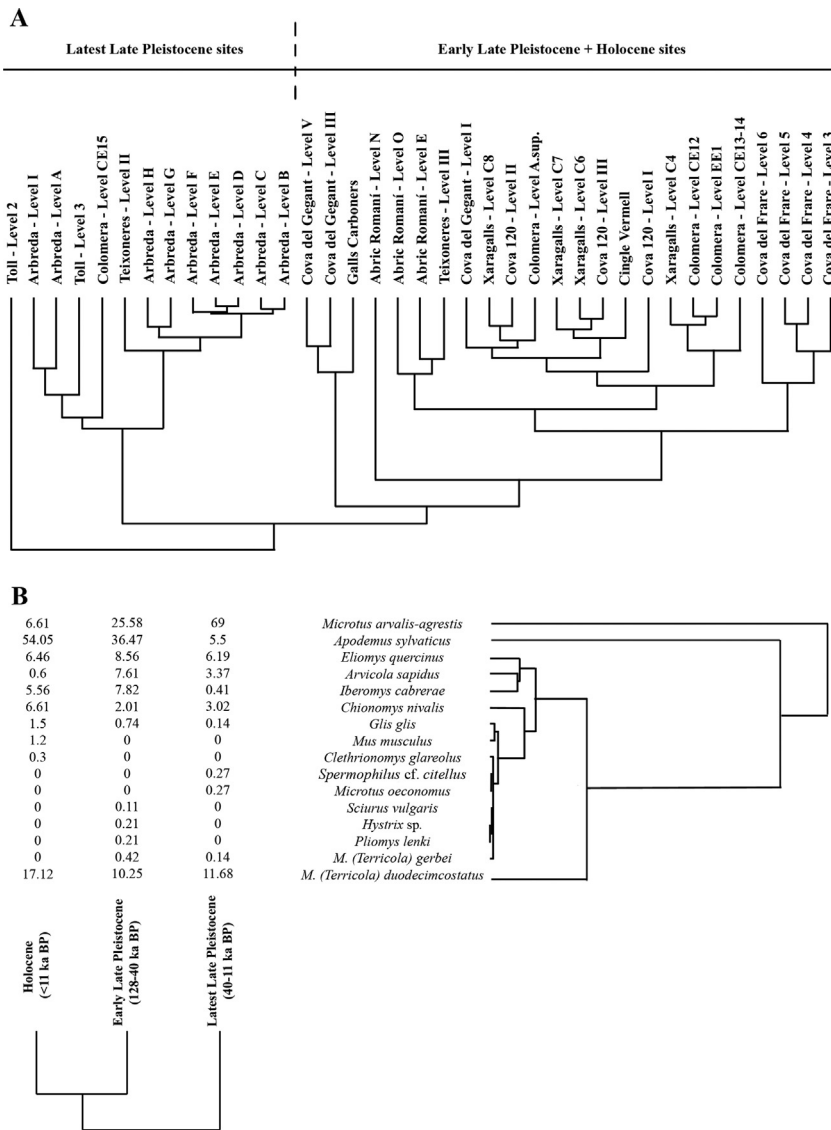 A
Latest Late Pleistocene sites
Early Late Pleistocene + Holocene sites
Toll - Level 2
Arbreda - Level I
Arbreda - Level A
Toll - Level 3
Colomera - Level CE15
Teixoneres - Level II
Arbreda - Level H
Arbreda - Level G
Arbreda - Level F
Arbreda - Level E
Arbreda - Level D
Arbreda - Level C
Arbreda - Level B
Cova del Gegant - Level V
Cova del Gegant - Level III
Galls Carboners
Abric Romaní - Level N
Abric Romaní - Level O
Abric Romaní - Level E
Teixoneres - Level III
Cova del Gegant - Level I
Xaragalls - Level C8
Cova 120 - Level II
Colomera - Level A.sup.
Xaragalls - Level C7
Xaragalls - Level C6
Cova 120 - Level III
Cingle Vermell
Cova 120 - Level I
Xaragalls - Level C4
Colomera - Level CE12
Colomera - Level EE1
Colomera - Level CE13-14
Cova del Frare - Level 6
Cova del Frare - Level 5
Cova del Frare - Level 4
Cova del Frare - Level 3
B
6.61 25.58 69 Microtus arvalis-agrestis
54.05 36.47 5.5 Apodemus sylvaticus
6.46 8.56 6.19 Eliomys quercinus
0.6 7.61 3.37 Arvicola sapidus
5.56 7.82 0.41 Iberomys cabrerae
6.61 2.01 3.02 Chionomys nivalis
1.5 0.74 0.14 Glis glis
1.2 0 0 Mus musculus
0.3 0 0 Clethrionomys glareolus
0 0 0.27 Spermophilus cf. citellus
0 0 0.27 Microtus oeconomus
0 0.11 0 Sciurus vulgaris
0 0.21 0 Hystrix sp.
0 0.21 0 Pliomys lenki
0 0.42 0.14 M. (Terricola) gerbei
17.12 10.25 11.68 M. (Terricola) duodecimcostatus
Holocene
(<11 ka BP)
Early Late Pleistocene
(128-40 ka BP)
Latest Late Pleistocene
(40-11 ka BP)